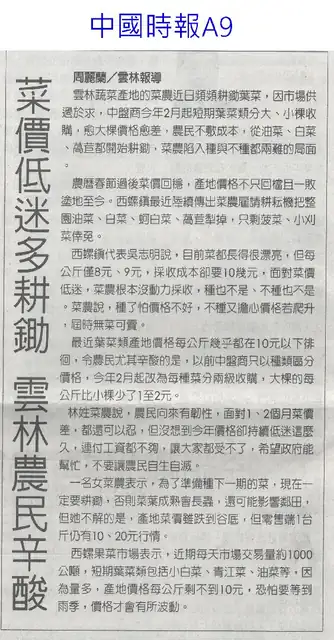 中國時報A9
菜價低迷多耕鋤 雲林農民辛酸
周麗蘭／雲林報導
雲林蔬菜產地的菜農近日頻頻耕鋤葉菜，因市場供
過於求，中盤商今年2月起短期葉菜類分大、小棵收
購，愈大棵價格愈差，農民不敷成本，從油菜、白菜
、萵苣都開始耕鋤，菜農陷入種與不種都兩難的局面
。
農曆春節過後菜價回穩，產地價格不只回檔且一敗
塗地至今。西螺鎮最近陸續傳出菜農雇請耕耘機把整
園油菜、白菜、蚵白菜、萵苣犁掉，只剩菠菜、小刈
菜倖免。
西螺鎮代表吳志明說，目前菜都長得很漂亮，但每
公斤僅8元、9元，採收成本卻要10幾元，面對菜價
低迷，菜農根本沒動力採收，種也不是、不種也不是
。菜農說，種了怕價格不好，不種又擔心價格若爬升
，屆時無菜可賣。
最近葉菜類產地價格每公斤幾乎都在10元以下徘
徊，令農民尤其辛酸的是，以前中盤商只以種類區分
價格，今年2月起改為每種菜分兩級收購，大棵的每
公斤比小棵少了1至2元。
林姓菜農說，農民向來有韌性，面對1、2個月菜價
差，都還可以忍，但沒想到今年價格卻持續低迷這麼
久，連付工資都不夠，讓大家都受不了，希望政府能
幫忙，不要讓農民自生自滅。
一名女菜農表示，為了準備種下一期的菜，現在一
定要耕鋤，否則菜葉成熟會長蟲，還可能影響鄰田，
但她不解的是，產地菜價雖跌到谷底，但零售端1台
斤仍有10、20元行情。
西螺果菜市場表示，近期每天市場交易量約1000
公噸，短期葉菜類包括小白菜、青江菜、油菜等，因
為量多，產地價格每公斤剩不到10元，恐怕要等到
雨季，價格才會有所波動。